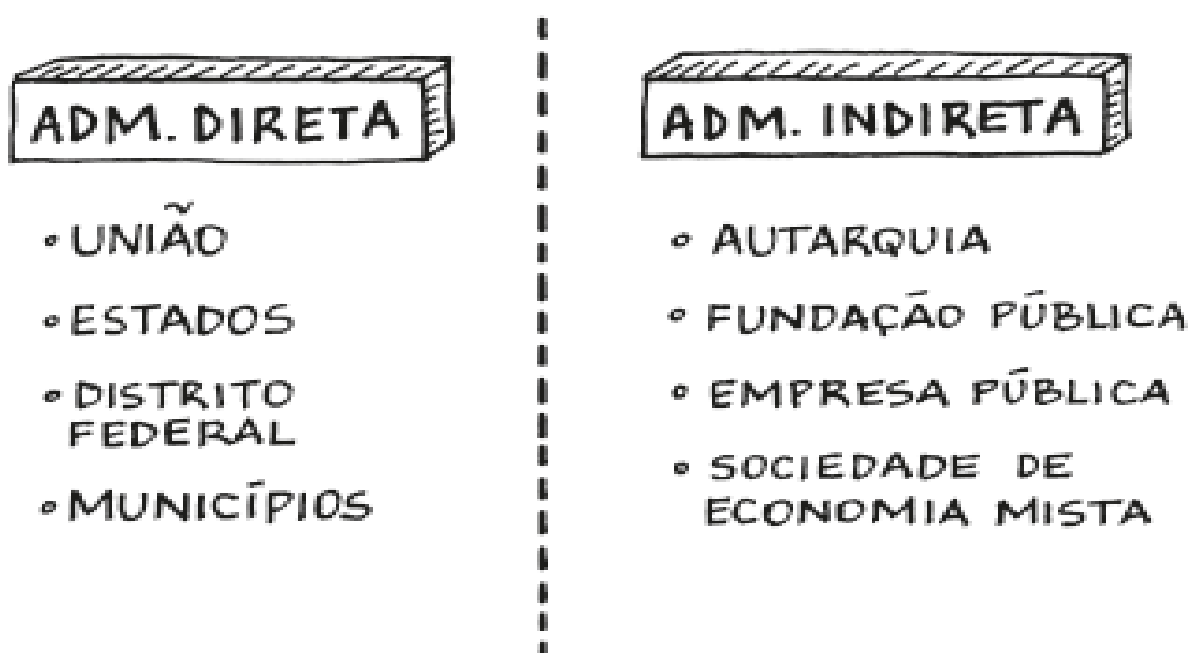 ADM. DIRETA
• UNIÃO
• ESTADOS
• DISTRITO
FEDERAL
• MUNICÍPIOS
ADM. INDIRETA
• AUTARQUIA
• FUNDAÇÃO PÚBLICA
• EMPRESA PÚBLICA
• SOCIEDADE DE
ECONOMIA MISTA